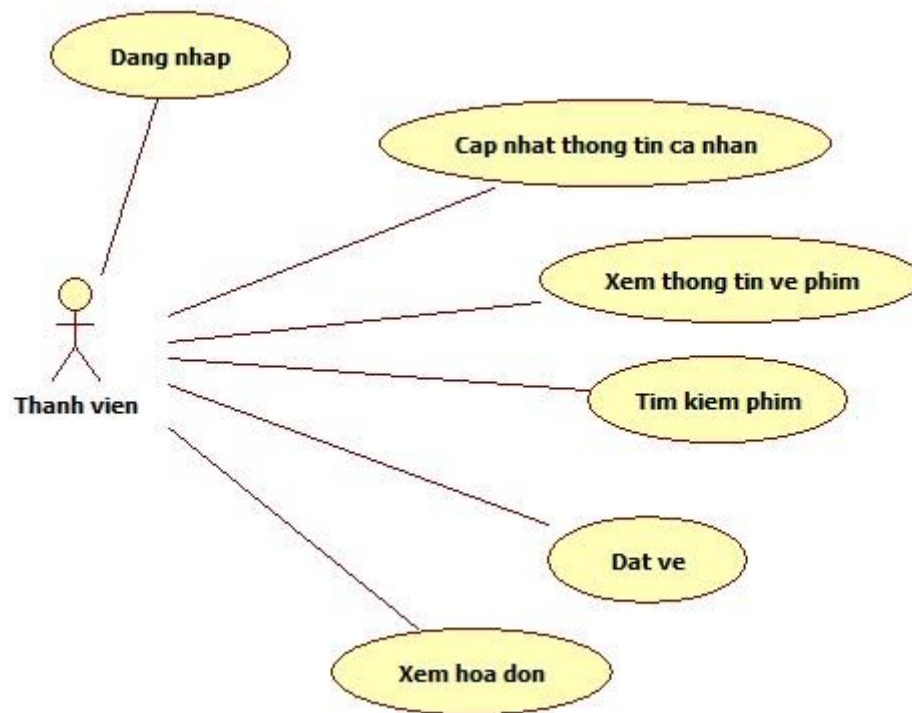 Dang nhap
Cap nhat thong tin ca nhan
Xem thong tin ve phim
Thanh vien
Tim kiem phim
Dat ve
Xem hoa don